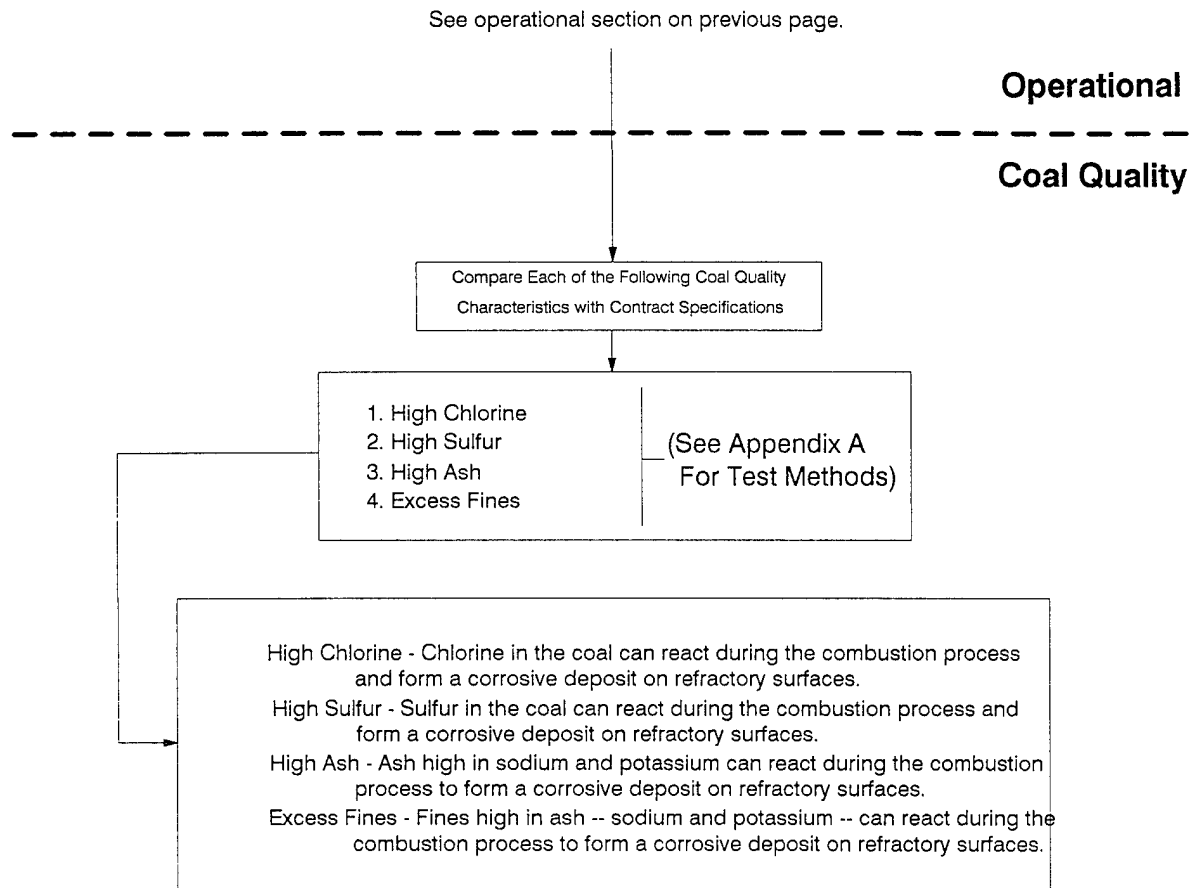 See operational section on previous page.
Operational
Coal Quality
Compare Each of the Following Coal Quality
Characteristics with Contract Specifications
1. High Chlorine
2. High Sulfur
3. High Ash
4. Excess Fines
(See Appendix A
For Test Methods)
High Chlorine - Chlorine in the coal can react during the combustion process
and form a corrosive deposit on refractory surfaces.
High Sulfur - Sulfur in the coal can react during the combustion process and
form a corrosive deposit on refractory surfaces.
High Ash - Ash high in sodium and potassium can react during the combustion
process to form a corrosive deposit on refractory surfaces.
Excess Fines - Fines high in ash -- sodium and potassium -- can react during the
combustion process to form a corrosive deposit on refractory surfaces.